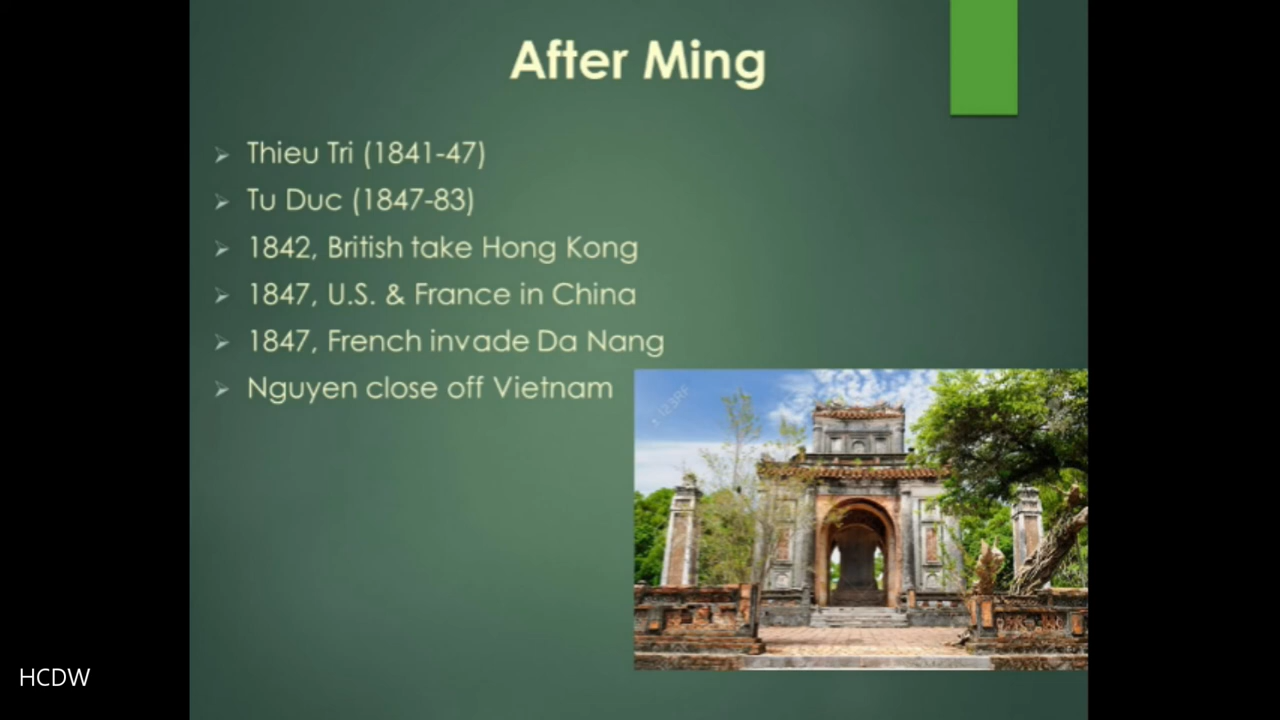 After Ming
Thieu Tri (1841-47)
Tu Duc (1847-83)
1842, British take Hong Kong
1847, U.S. & France in China
1847, French invade Da Nang
Nguyen close off Vietnam
123RF
HCDW